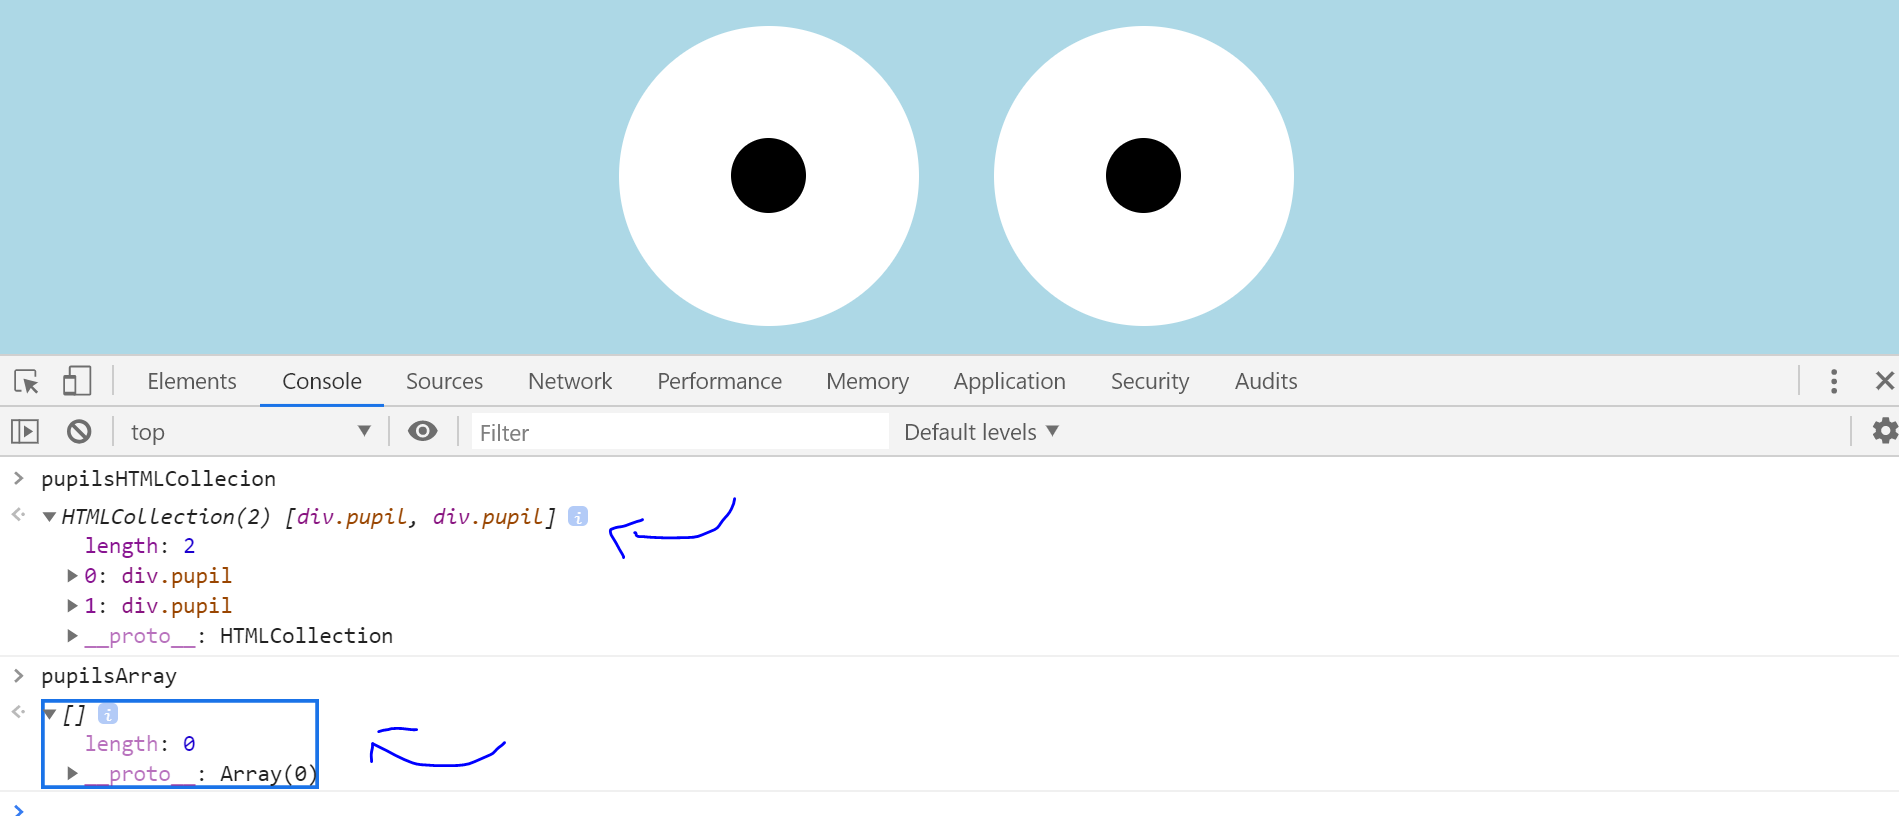 Elements Console Sources Network Performance Memory Application Security Audits
top Filter Default levels
pupilsHTMLCollecion
HTMLCollection(2) [div.pupil, div.pupil] i
length: 2
0: div.pupil
1: div.pupil
__proto__: HTMLCollection
pupilsArray
[] i
length: 0
__proto__: Array(0)